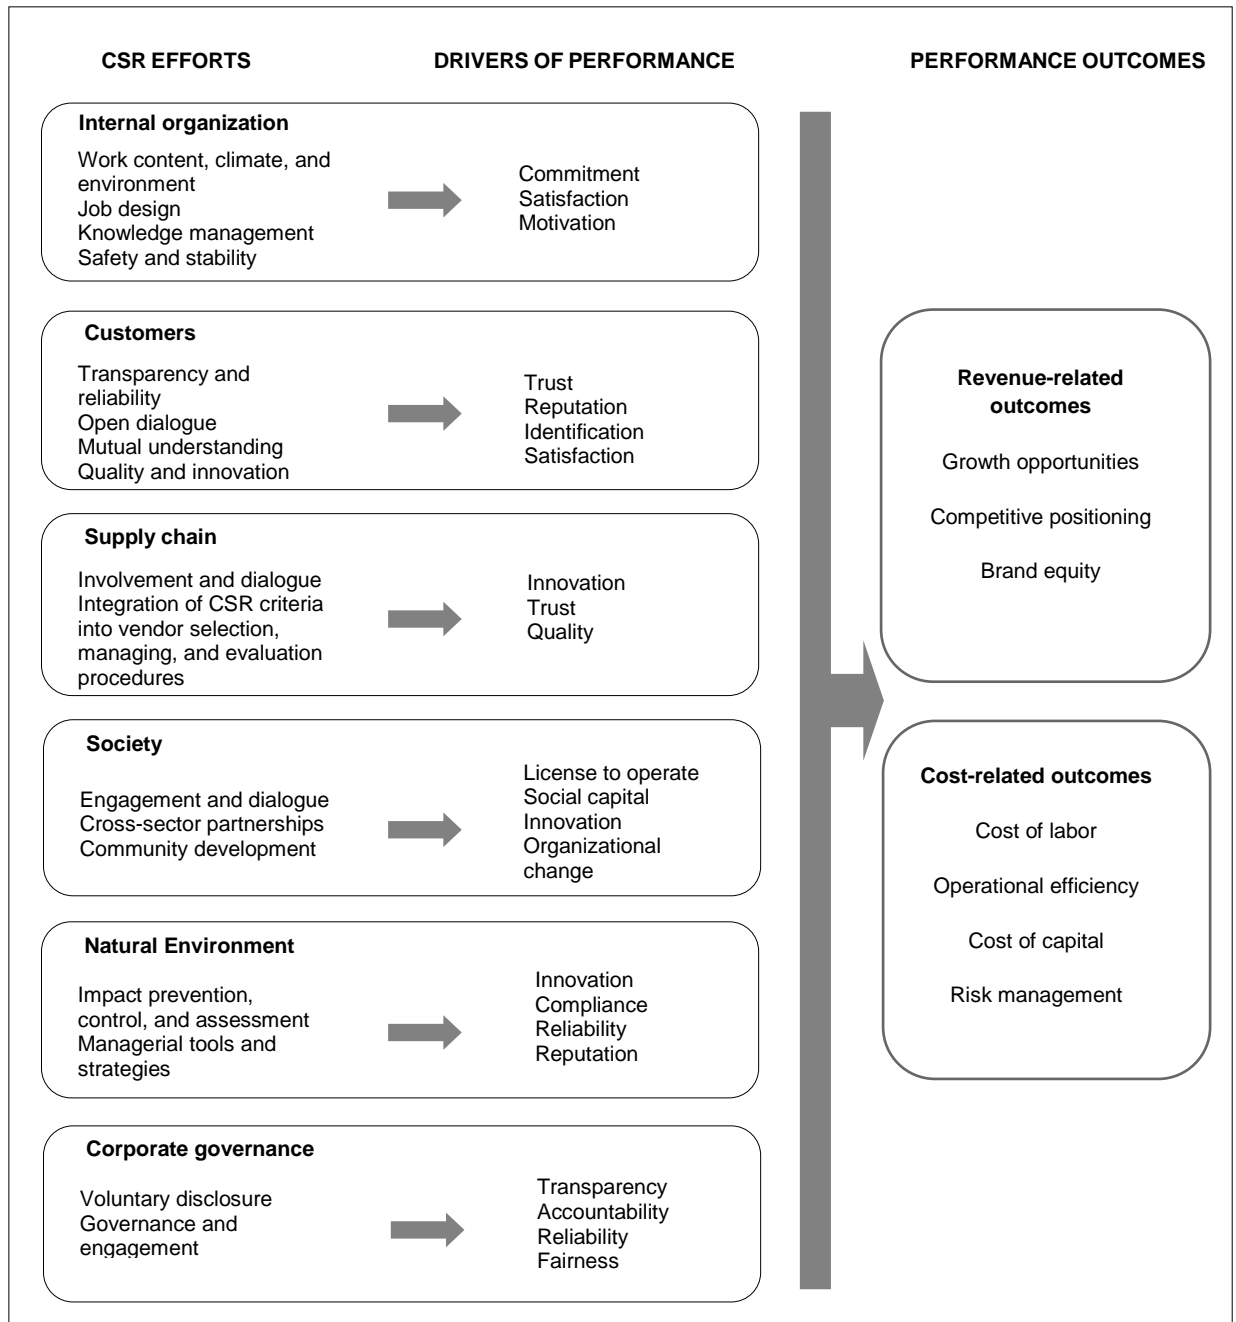 CSR EFFORTS
DRIVERS OF PERFORMANCE
PERFORMANCE OUTCOMES
Internal organization
Work content, climate, and
environment
Job design
Knowledge management
Safety and stability
Commitment
Satisfaction
Motivation
Customers
Transparency and
reliability
Open dialogue
Mutual understanding
Quality and innovation
Trust
Reputation
Identification
Satisfaction
Supply chain
Involvement and dialogue
Integration of CSR criteria
into vendor selection,
managing, and evaluation
procedures
Innovation
Trust
Quality
Society
Engagement and dialogue
Cross-sector partnerships
Community development
License to operate
Social capital
Innovation
Organizational
change
Natural Environment
Impact prevention,
control, and assessment
Managerial tools and
strategies
Innovation
Compliance
Reliability
Reputation
Corporate governance
Voluntary disclosure
Governance and
engagement
Transparency
Accountability
Reliability
Fairness
Revenue-related
outcomes
Growth opportunities
Competitive positioning
Brand equity
Cost-related outcomes
Cost of labor
Operational efficiency
Cost of capital
Risk management